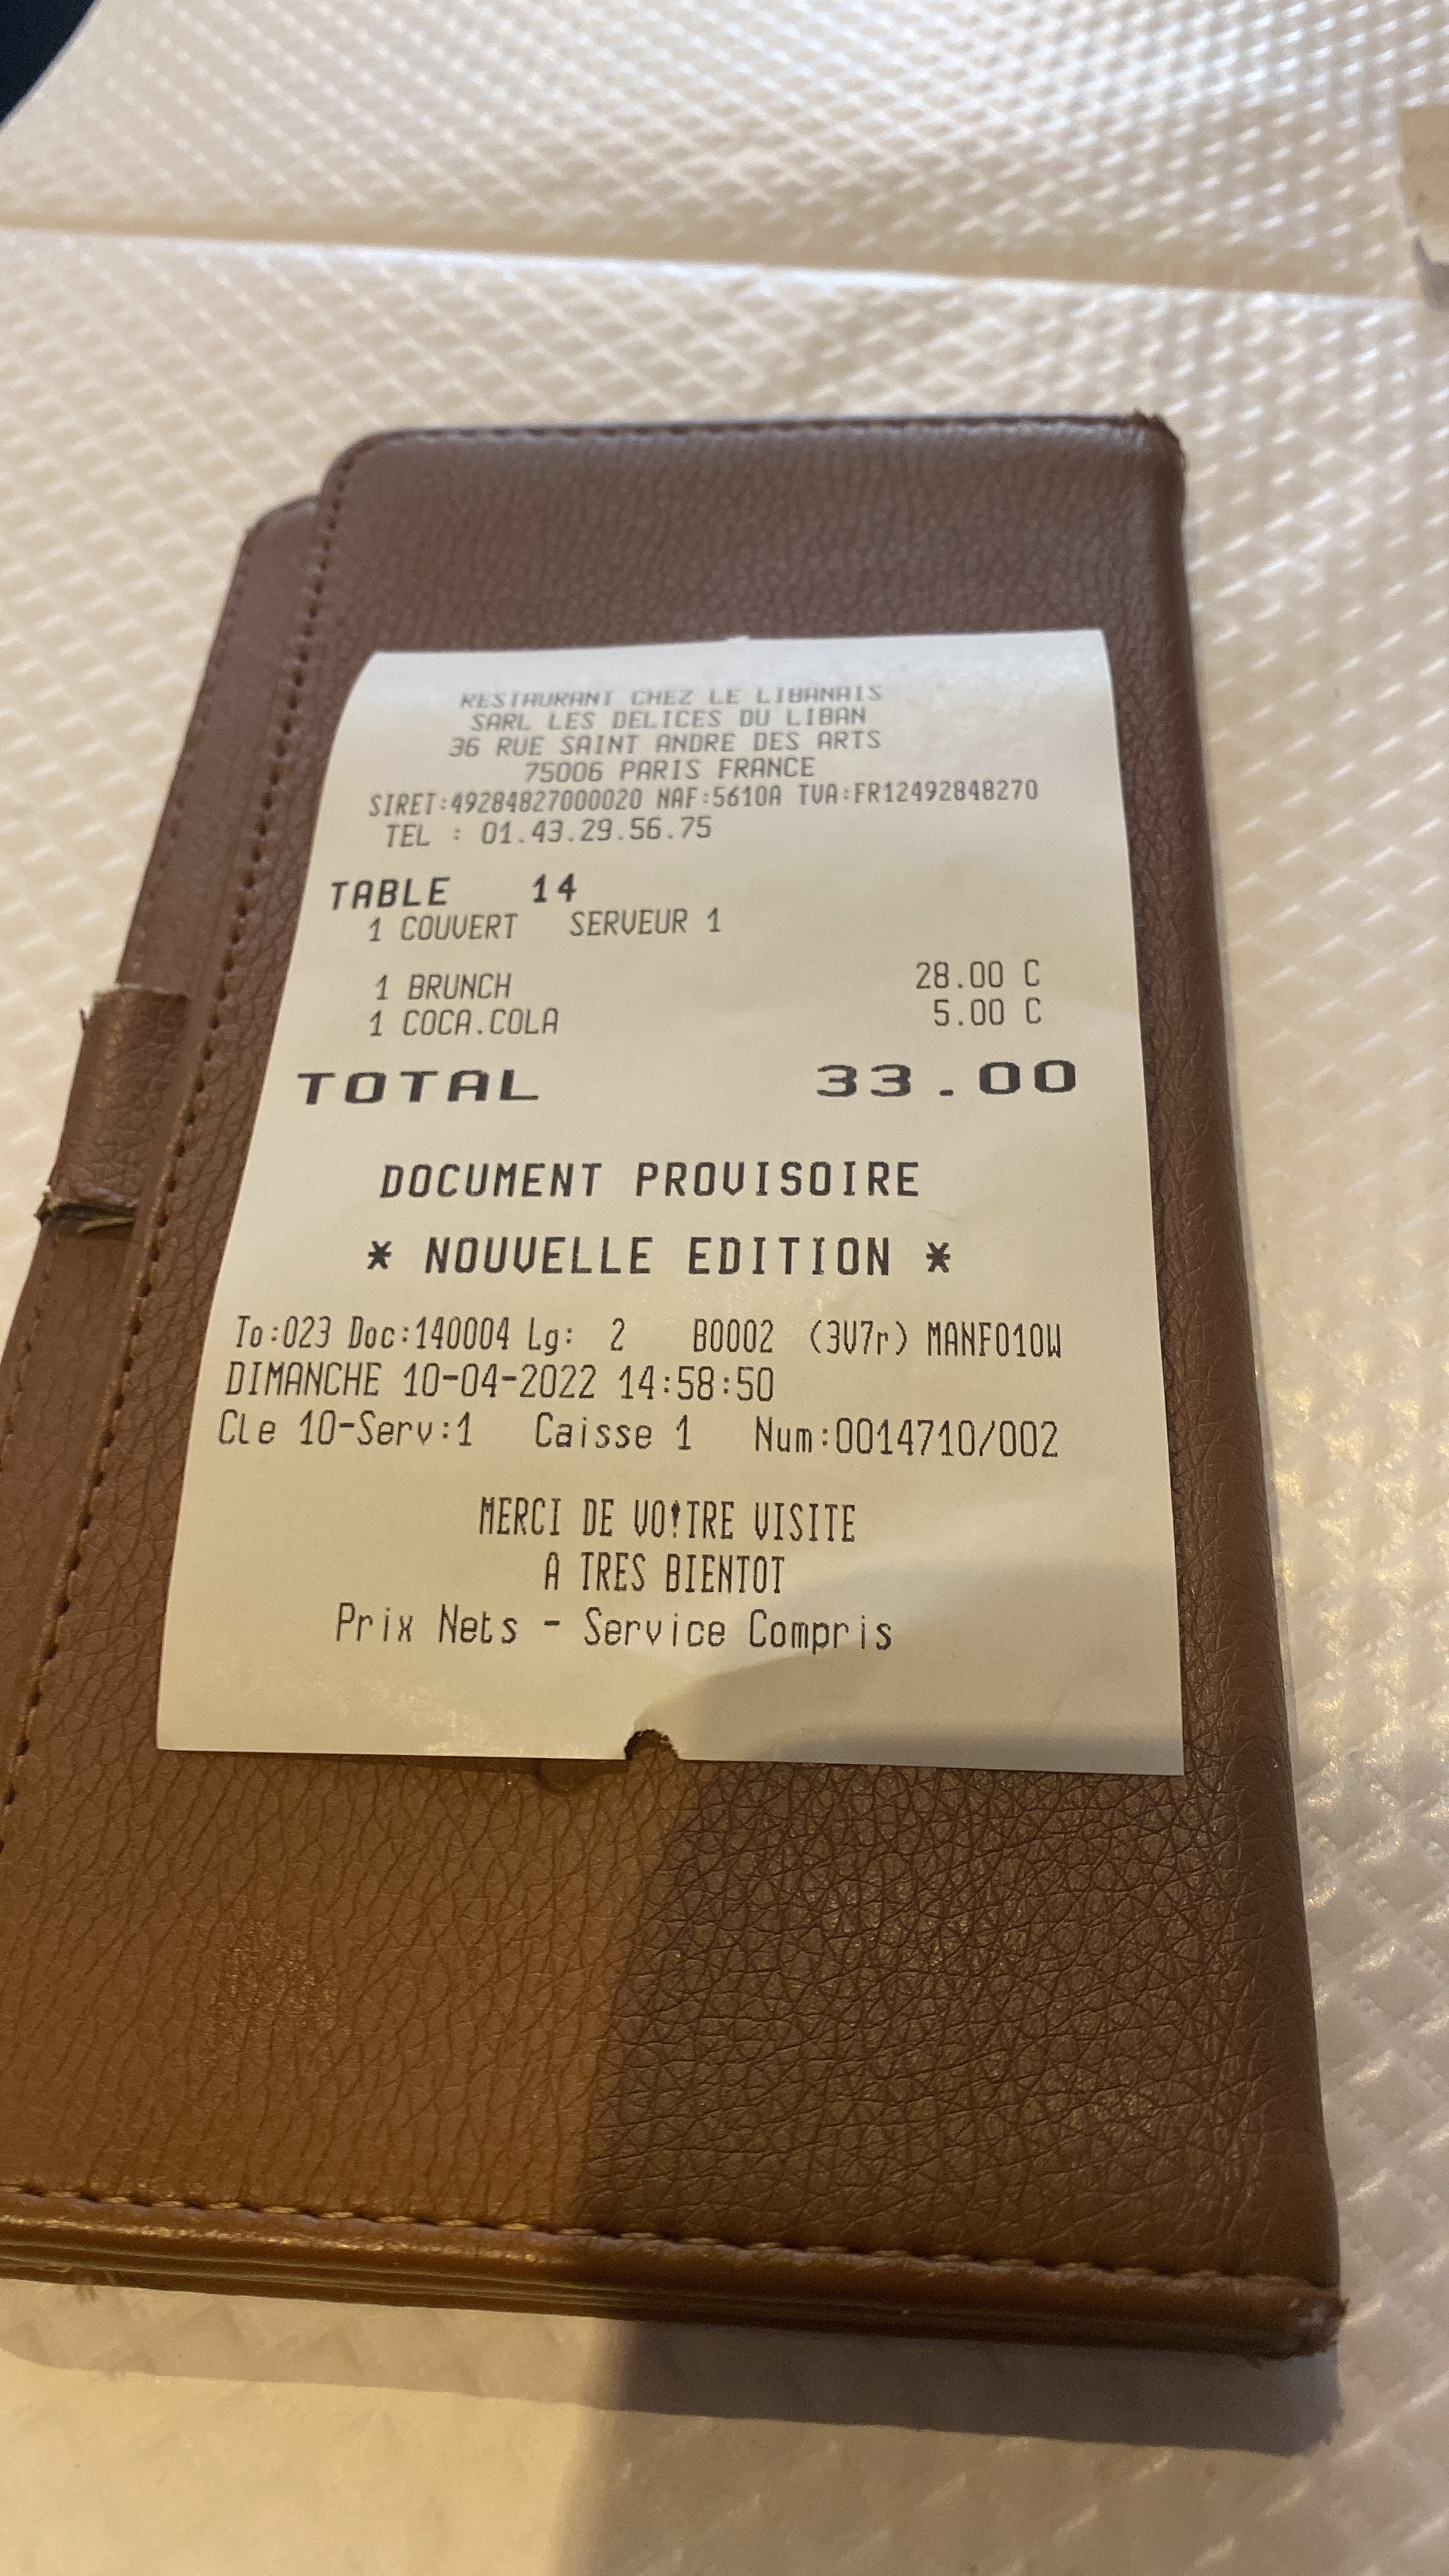 RESTAURANT CHEZ LE LIBANAIS
SARL LES DELICES DU LIBAN
36 RUE SAINT ANDRE DES ARTS
75006 PARIS FRANCE
SIRET:49284827000020 NAF:5610A TVA:FR12492848270
TEL : 01.43.29.56.75
TABLE 14
1 COUVERT SERVEUR 1
1 BRUNCH 28.00 C
1 COCA.COLA 5.00 C
TOTAL 33.00
DOCUMENT PROVISOIRE
* NOUVELLE EDITION *
To:023 Doc:140004 Lg: 2 B0002 (3V7r) MANF010W
DIMANCHE 10-04-2022 14:58:50
Cle 10-Serv:1 Caisse 1 Num:0014710/002
MERCI DE VO!TRE VISITE
A TRES BIENTOT
Prix Nets - Service Compris